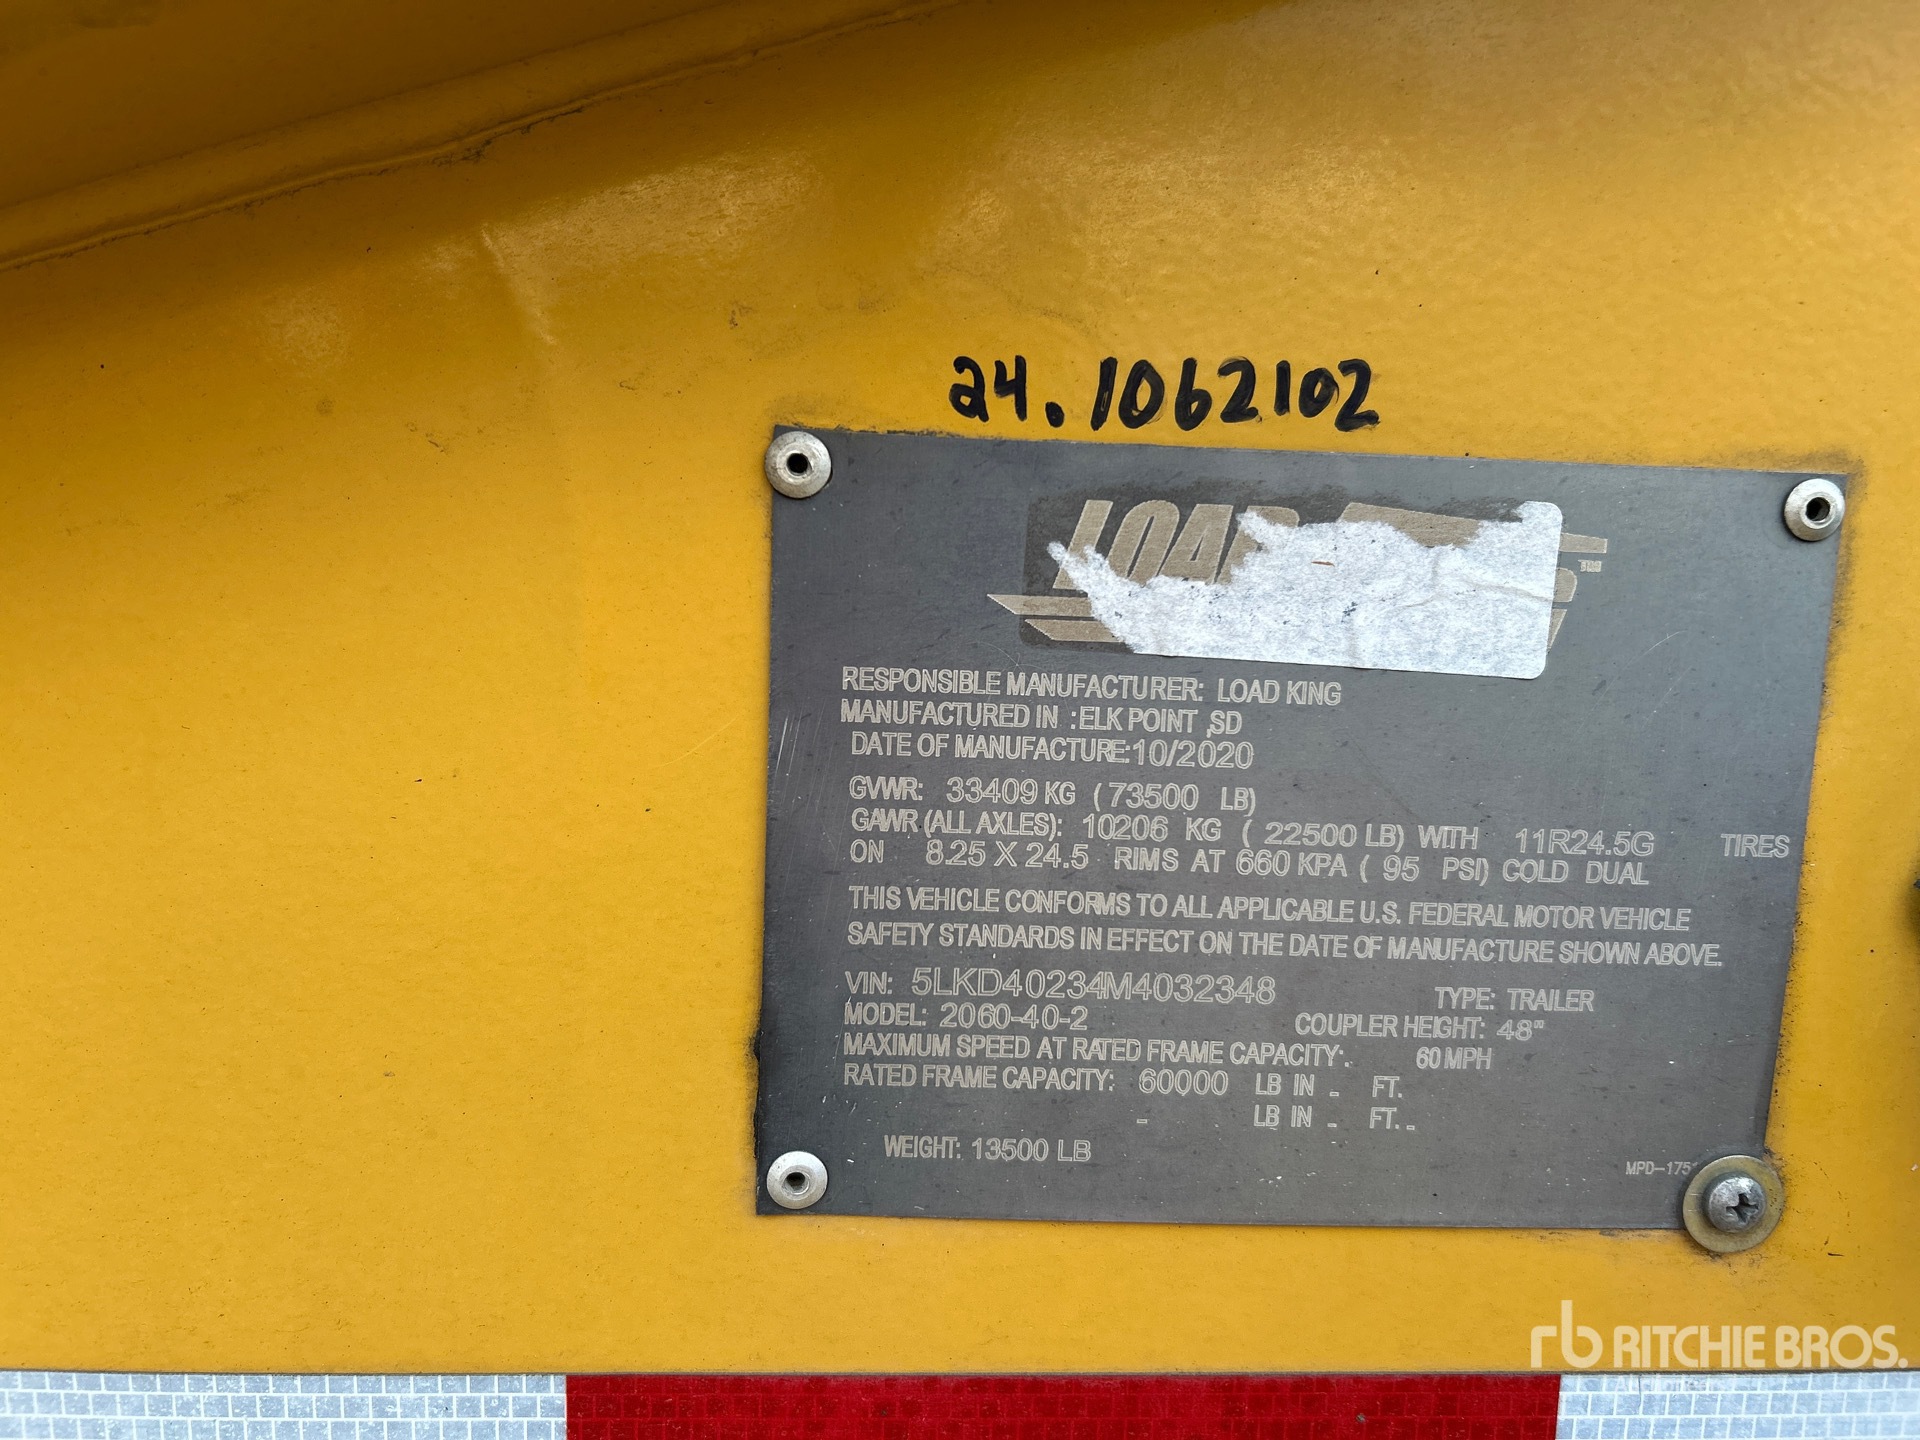 24.1062102
LOAD
RESPONSIBLE MANUFACTURER: LOAD KING
MANUFACTURED IN :ELK POINT ,SD
DATE OF MANUFACTURE:10/2020
GVWR: 33409 KG ( 73500 LB)
GAWR (ALL AXLES): 10206 KG ( 22500 LB) WITH 11R24.5G TIRES
ON 8.25 X 24.5 RIMS AT 660 KPA ( 95 PSI) COLD DUAL
THIS VEHICLE CONFORMS TO ALL APPLICABLE U.S. FEDERAL MOTOR VEHICLE
SAFETY STANDARDS IN EFFECT ON THE DATE OF MANUFACTURE SHOWN ABOVE.
VIN: 5LKD40234M4032348 TYPE: TRAILER
MODEL: 2060-40-2 COUPLER HEIGHT: 48"
MAXIMUM SPEED AT RATED FRAME CAPACITY:. 60 MPH
RATED FRAME CAPACITY: 60000 LB IN - FT.
- LB IN - FT. -
WEIGHT: 13500 LB
rb RITCHIE BROS.